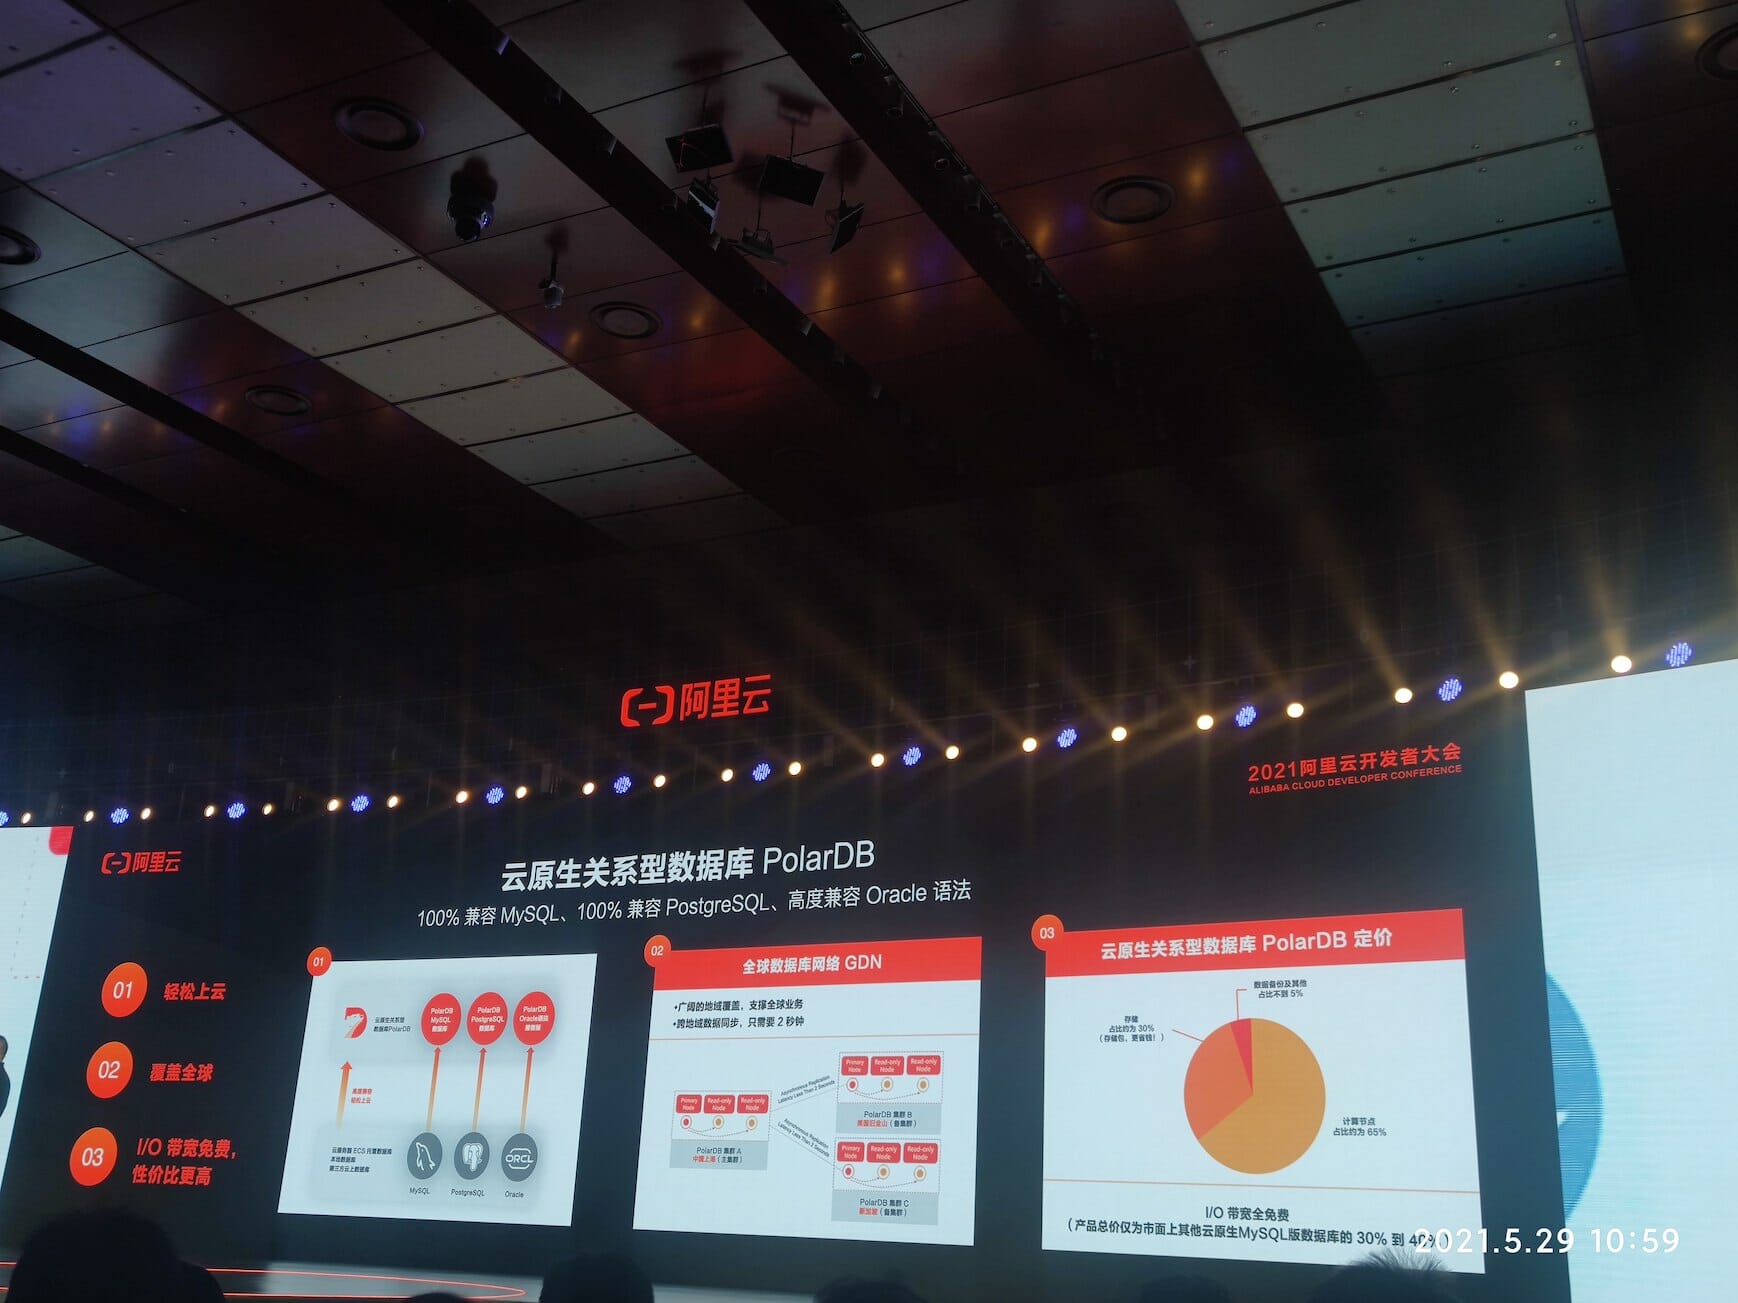 阿里云
2021阿里云开发者大会
ALIBABA CLOUD DEVELOPER CONFERENCE
阿里云
云原生关系型数据库 PolarDB
100% 兼容 MySQL、100% 兼容 PostgreSQL、高度兼容 Oracle 语法
01
轻松上云
02
覆盖全球
03
I/O 带宽免费，
性价比更高
01
云原生关系型
数据库PolarDB
PolarDB
MySQL
数据库
PolarDB
PostgreSQL
数据库
PolarDB
Oracle语法
兼容版
高度兼容
轻松上云
云服务器 ECS 托管数据库
本地数据库
第三方云上数据库
MySQL
PostgreSQL
ORCL
Oracle
02
全球数据库网络 GDN
•广阔的地域覆盖，支撑全球业务
•跨地域数据同步，只需要 2 秒钟
Primary
Node
Read-only
Node
Read-only
Node
PolarDB 集群 A
中国上海（主集群）
Asynchronous Replication
Latency Less Than 2 Seconds
Asynchronous Replication
Latency Less Than 2 Seconds
Primary
Node
Read-only
Node
Read-only
Node
PolarDB 集群 B
美国旧金山（备集群）
Primary
Node
Read-only
Node
Read-only
Node
PolarDB 集群 C
新加坡（备集群）
03
云原生关系型数据库 PolarDB 定价
数据备份及其他
占比不到 5%
存储
占比约为 30%
（存储包，更省钱！）
计算节点
占比约为 65%
I/O 带宽全免费
（产品总价仅为市面上其他云原生MySQL版数据库的 30% 到 40%）
2021.5.29 10:59